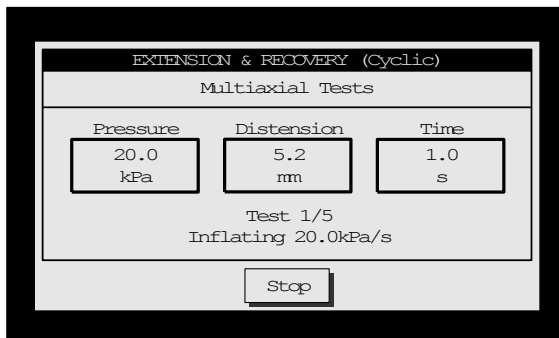 EXTENSION & RECOVERY (Cyclic)
Multiaxial Tests
Pressure Distension Time
20.0 5.2 1.0
kPa mm s
Test 1/5
Inflating 20.0kPa/s
Stop